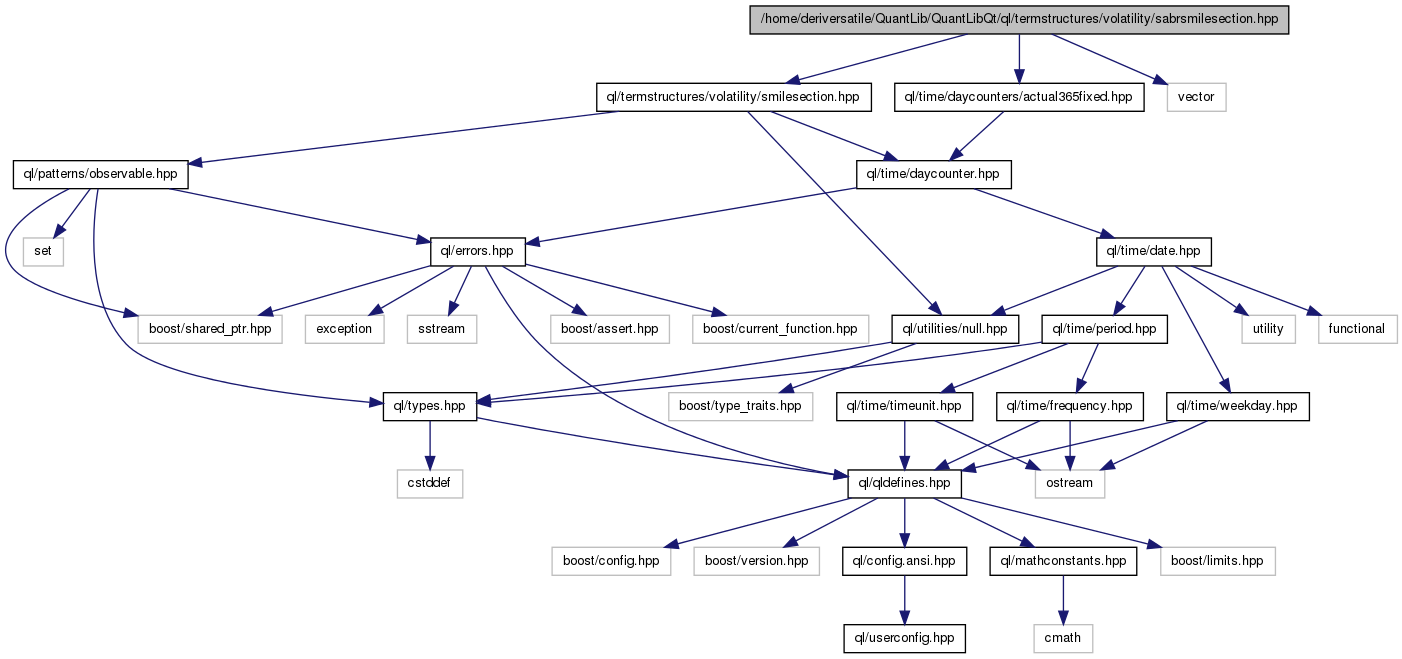 /home/deriversatile/QuantLib/QuantLibQt/ql/termstructures/volatility/sabrsmilesection.hpp
ql/termstructures/volatility/smilesection.hpp
ql/time/daycounters/actual365fixed.hpp
vector
ql/patterns/observable.hpp
ql/time/daycounter.hpp
set
ql/errors.hpp
ql/time/date.hpp
boost/shared_ptr.hpp
exception
sstream
boost/assert.hpp
boost/current_function.hpp
ql/utilities/null.hpp
ql/time/period.hpp
utility
functional
ql/types.hpp
boost/type_traits.hpp
ql/time/timeunit.hpp
ql/time/frequency.hpp
ql/time/weekday.hpp
cstddef
ql/qldefines.hpp
ostream
boost/config.hpp
boost/version.hpp
ql/config.ansi.hpp
ql/mathconstants.hpp
boost/limits.hpp
ql/userconfig.hpp
cmath